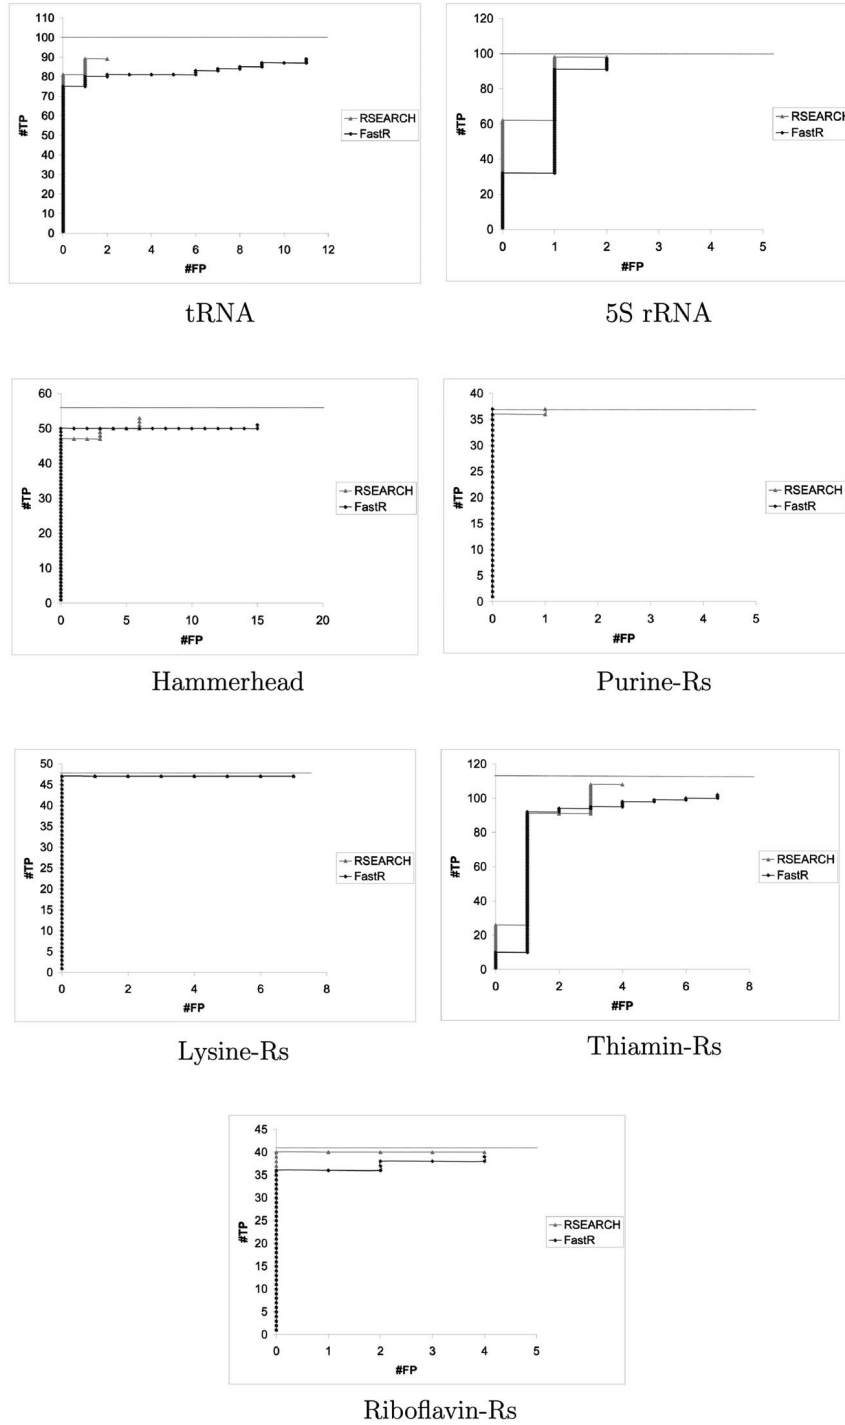 110
100
90
80
70
60
50
40
30
20
10
0
#TP
0 2 4 6 8 10 12
#FP
RSEARCH
FastR
tRNA
120
100
80
60
40
20
0
#TP
0 1 2 3 4 5
#FP
RSEARCH
FastR
5S rRNA
60
50
40
30
20
10
0
#TP
0 5 10 15 20
#FP
RSEARCH
FastR
Hammerhead
40
35
30
25
20
15
10
5
0
#TP
0 1 2 3 4 5
#FP
RSEARCH
FastR
Purine-Rs
50
45
40
35
30
25
20
15
10
5
0
#TP
0 2 4 6 8
#FP
RSEARCH
FastR
Lysine-Rs
120
100
80
60
40
20
0
#TP
0 2 4 6 8
#FP
RSEARCH
FastR
Thiamin-Rs
45
40
35
30
25
20
15
10
5
0
#TP
0 1 2 3 4 5
#FP
RSEARCH
FastR
Riboflavin-Rs